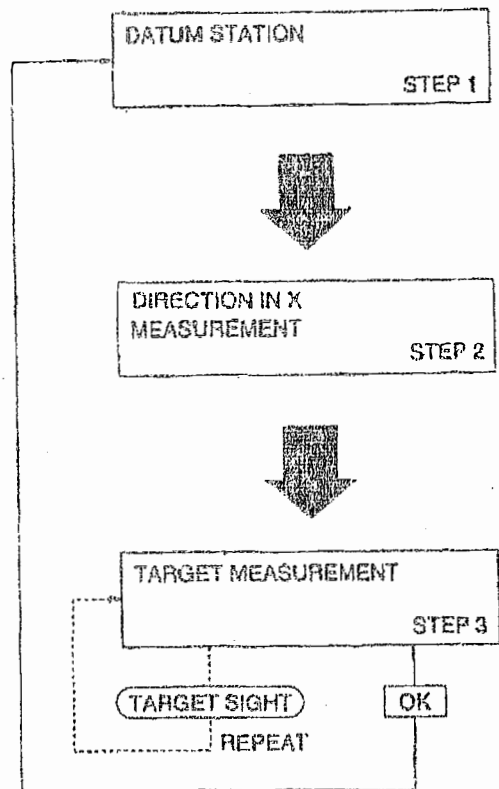 DATUM STATION
STEP 1
DIRECTION IN X
MEASUREMENT
STEP 2
TARGET MEASUREMENT
STEP 3
TARGET SIGHT
OK
REPEAT